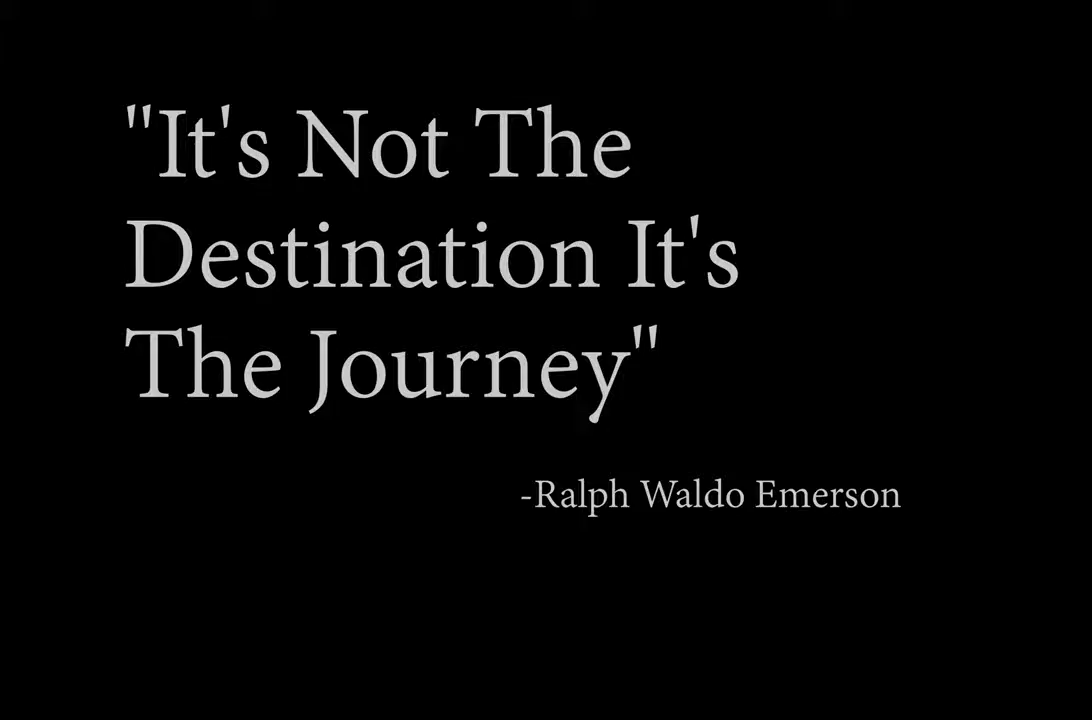 "It's Not The
Destination It's
The Journey"
-Ralph Waldo Emerson